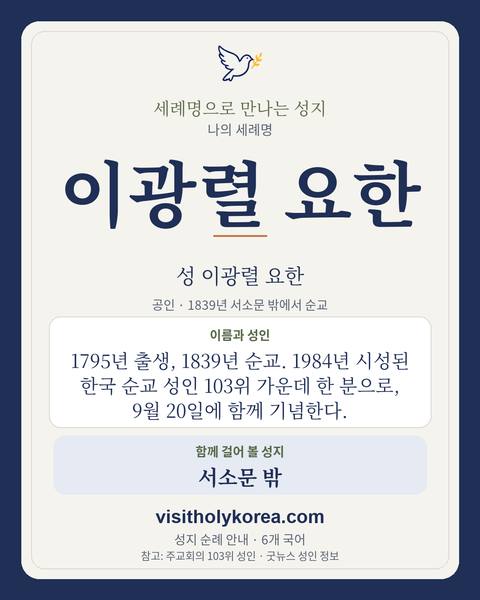 세례명으로 만나는 성지
나의 세례명
이광렬 요한
성 이광렬 요한
공인 · 1839년 서소문 밖에서 순교
이름과 성인
1795년 출생, 1839년 순교. 1984년 시성된
한국 순교 성인 103위 가운데 한 분으로,
9월 20일에 함께 기념한다.
함께 걸어 볼 성지
서소문 밖
visitholykorea.com
성지 순례 안내 · 6개 국어
참고: 주교회의 103위 성인 · 굿뉴스 성인 정보